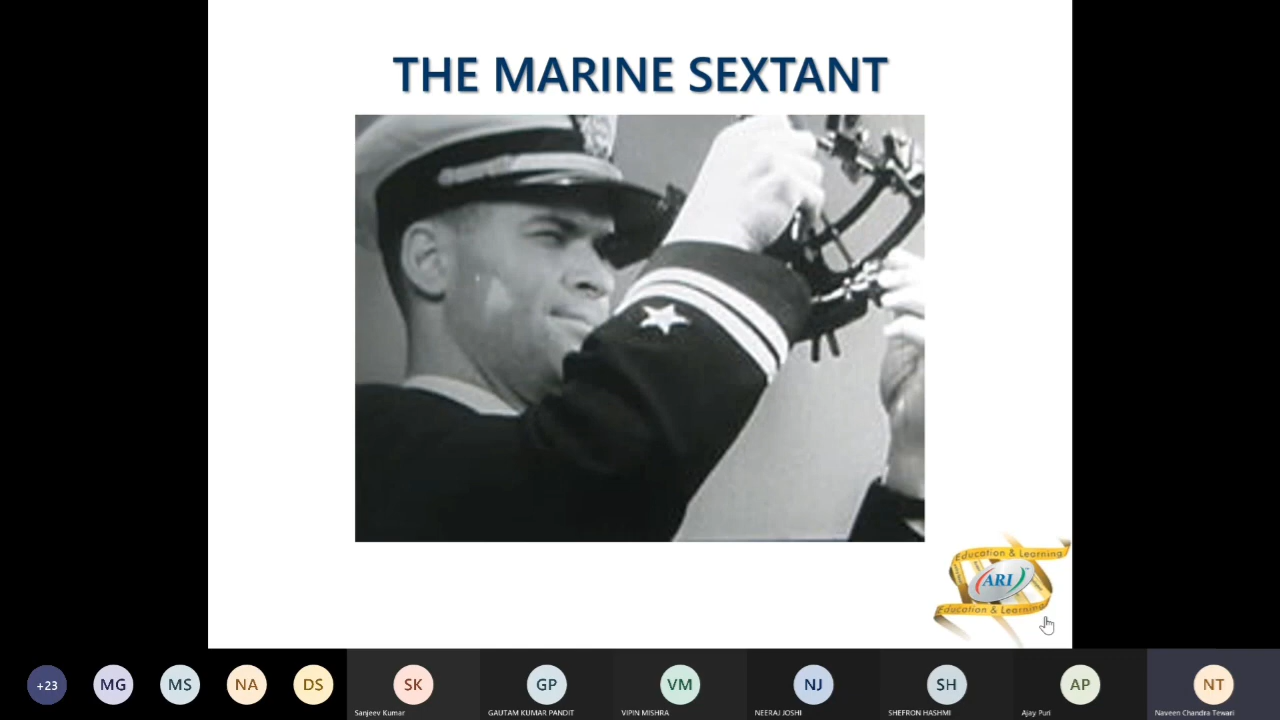 THE MARINE SEXTANT
Education & Learning
ARI
Education & Learning
+23
MG
MS
NA
DS
SK
GP
VM
NJ
SH
AP
NT
Sanjeev Kumar
GAUTAM KUMAR PANDIT
VIPIN MISHRA
NEERAJ JOSHI
SHEFRON HASHMI
Ajay Puri
Naveen Chandra Tewari